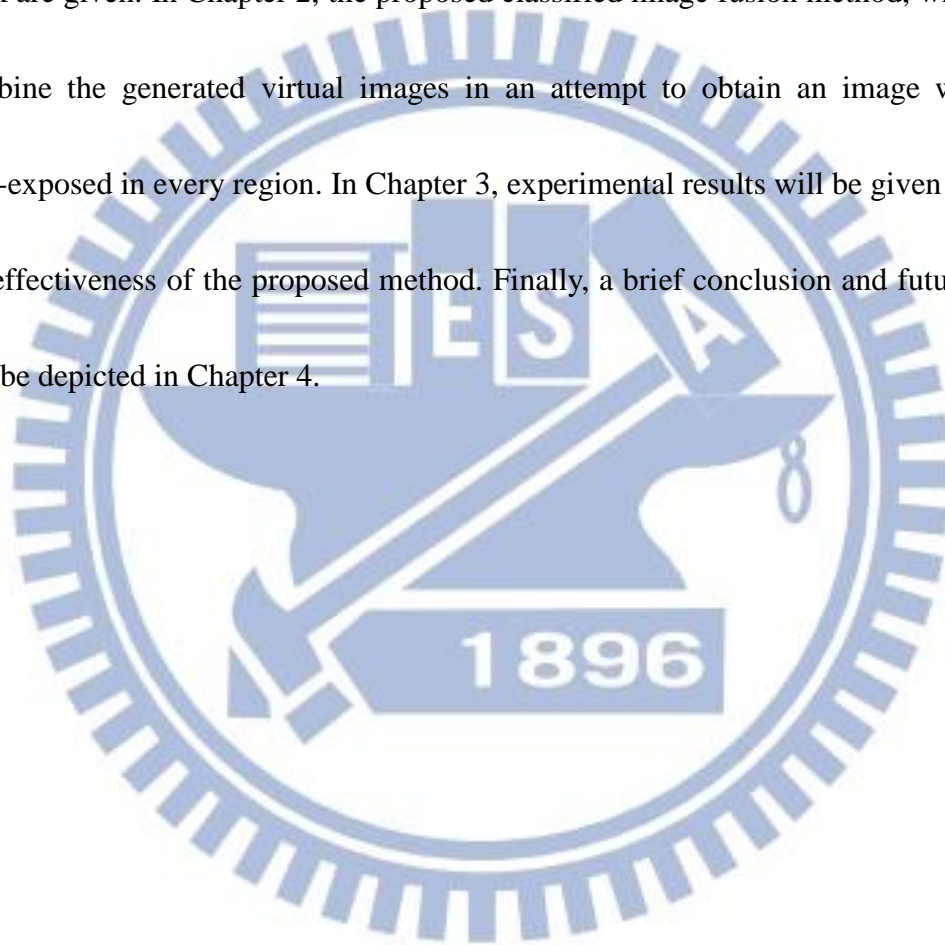 are given. In Chapter 2, the proposed classified image fusion method,
bine the generated virtual images in an attempt to obtain an image
-exposed in every region. In Chapter 3, experimental results will be given
effectiveness of the proposed method. Finally, a brief conclusion and
be depicted in Chapter 4.
E S A
1896